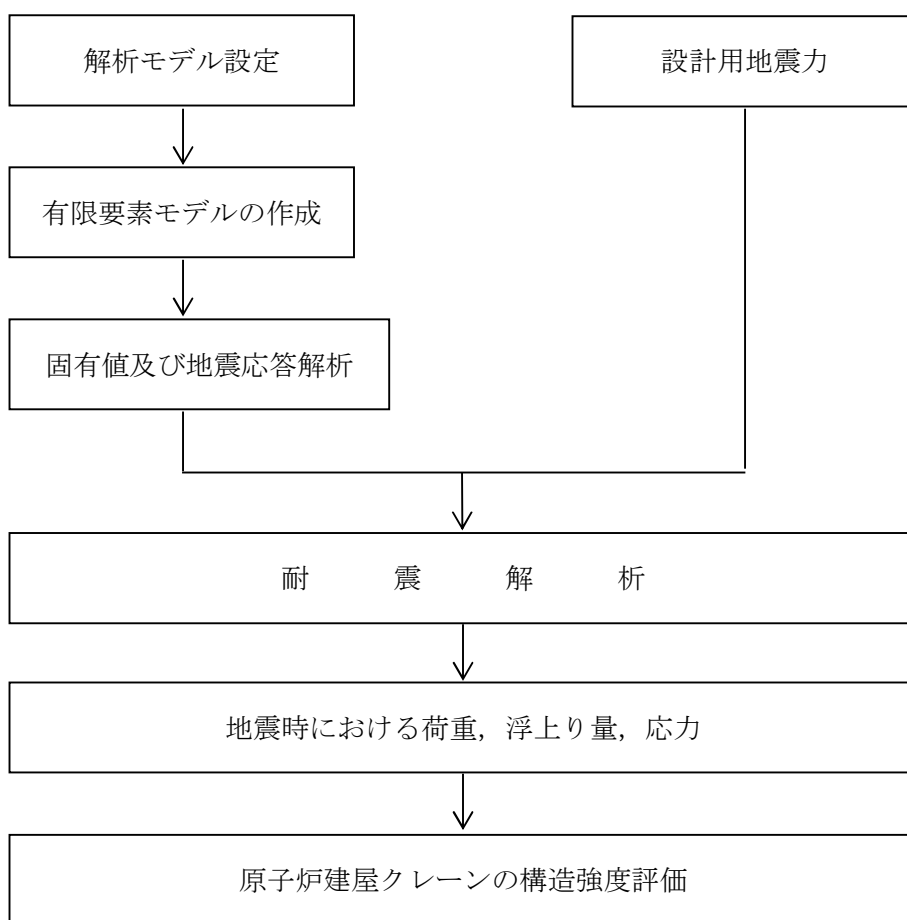 解析モデル設定
設計用地震力
有限要素モデルの作成
固有値及び地震応答解析
耐　震　解　析
地震時における荷重，浮上り量，応力
原子炉建屋クレーンの構造強度評価